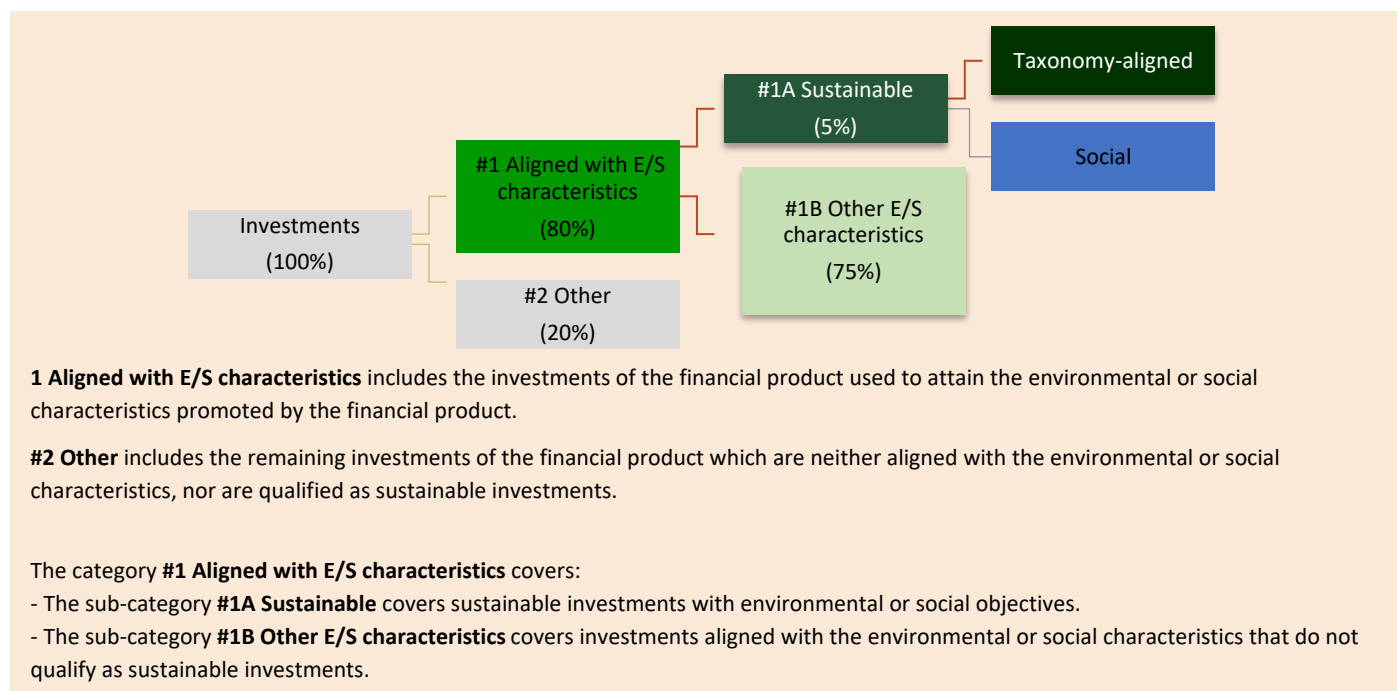 Taxonomy-aligned
#1A Sustainable
(5%)
Social
#1 Aligned with E/S
characteristics
(80%)
#1B Other E/S
characteristics
(75%)
Investments
(100%)
#2 Other
(20%)
1 Aligned with E/S characteristics includes the investments of the financial product used to attain the environmental or social
characteristics promoted by the financial product.
#2 Other includes the remaining investments of the financial product which are neither aligned with the environmental or social
characteristics, nor are qualified as sustainable investments.
The category #1 Aligned with E/S characteristics covers:
- The sub-category #1A Sustainable covers sustainable investments with environmental or social objectives.
- The sub-category #1B Other E/S characteristics covers investments aligned with the environmental or social characteristics that do not
qualify as sustainable investments.